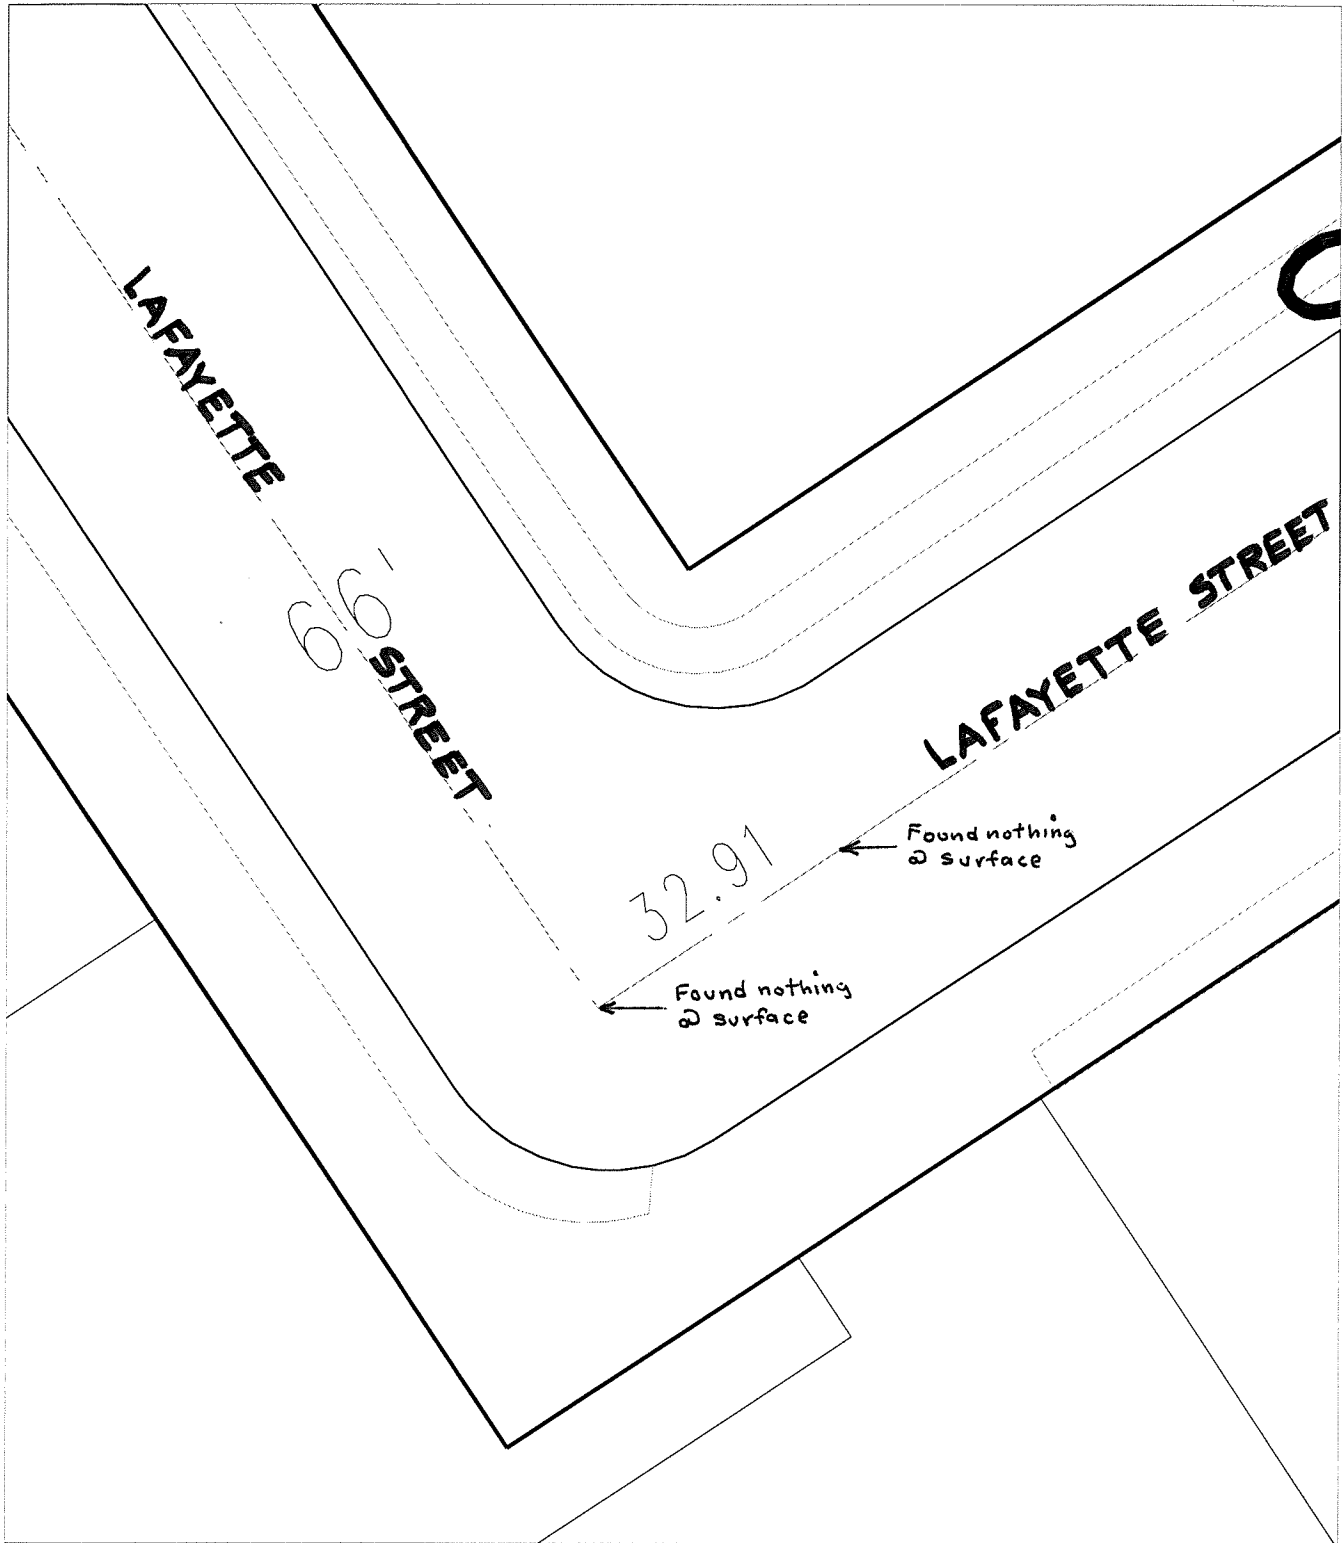 LAFAYETTE STREET
66'
LAFAYETTE STREET
32.91
Found nothing
@ surface
Found nothing
@ surface